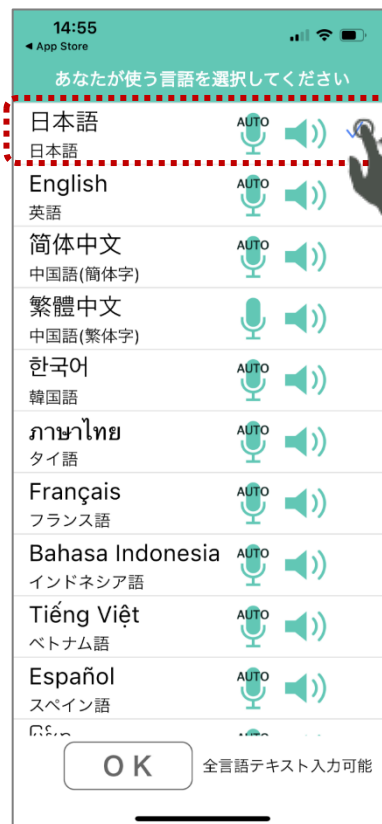 14:55
◀ App Store
あなたが使う言語を選択してください
日本語 AUTO
日本語
English AUTO
英語
简体中文 AUTO
中国語(簡体字)
繁體中文
中国語(繁体字)
한국어 AUTO
韓国語
ภาษาไทย AUTO
タイ語
Français AUTO
フランス語
Bahasa Indonesia AUTO
インドネシア語
Tiếng Việt AUTO
ベトナム語
Español AUTO
スペイン語
OK 全言語テキスト入力可能